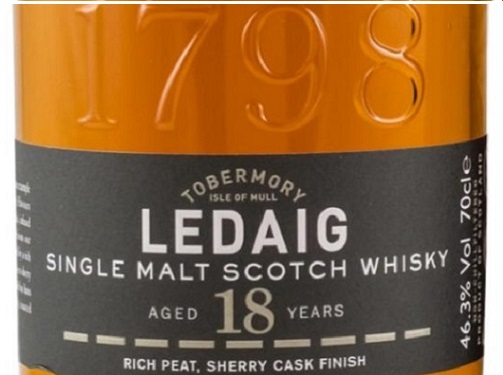 1798
TOBERMORY
ISLE OF MULL
LEDAIG
SINGLE MALT SCOTCH WHISKY
AGED 18 YEARS
RICH PEAT, SHERRY CASK FINISH
46.3% Vol 70cl e